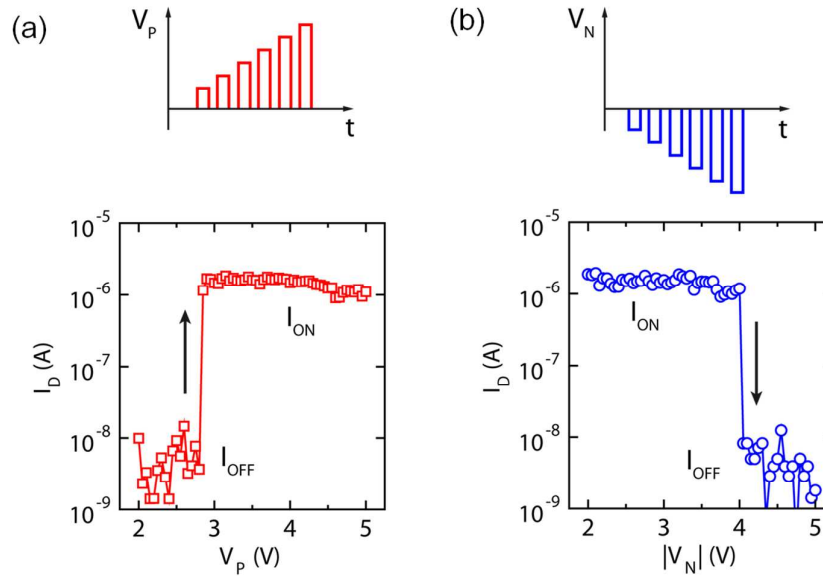 (a)
V_P
t
10^-5
10^-6
10^-7
10^-8
10^-9
I_D (A)
I_ON
I_OFF
2 3 4 5
V_P (V)
(b)
V_N
t
10^-5
10^-6
10^-7
10^-8
10^-9
I_D (A)
I_ON
I_OFF
2 3 4 5
|V_N| (V)